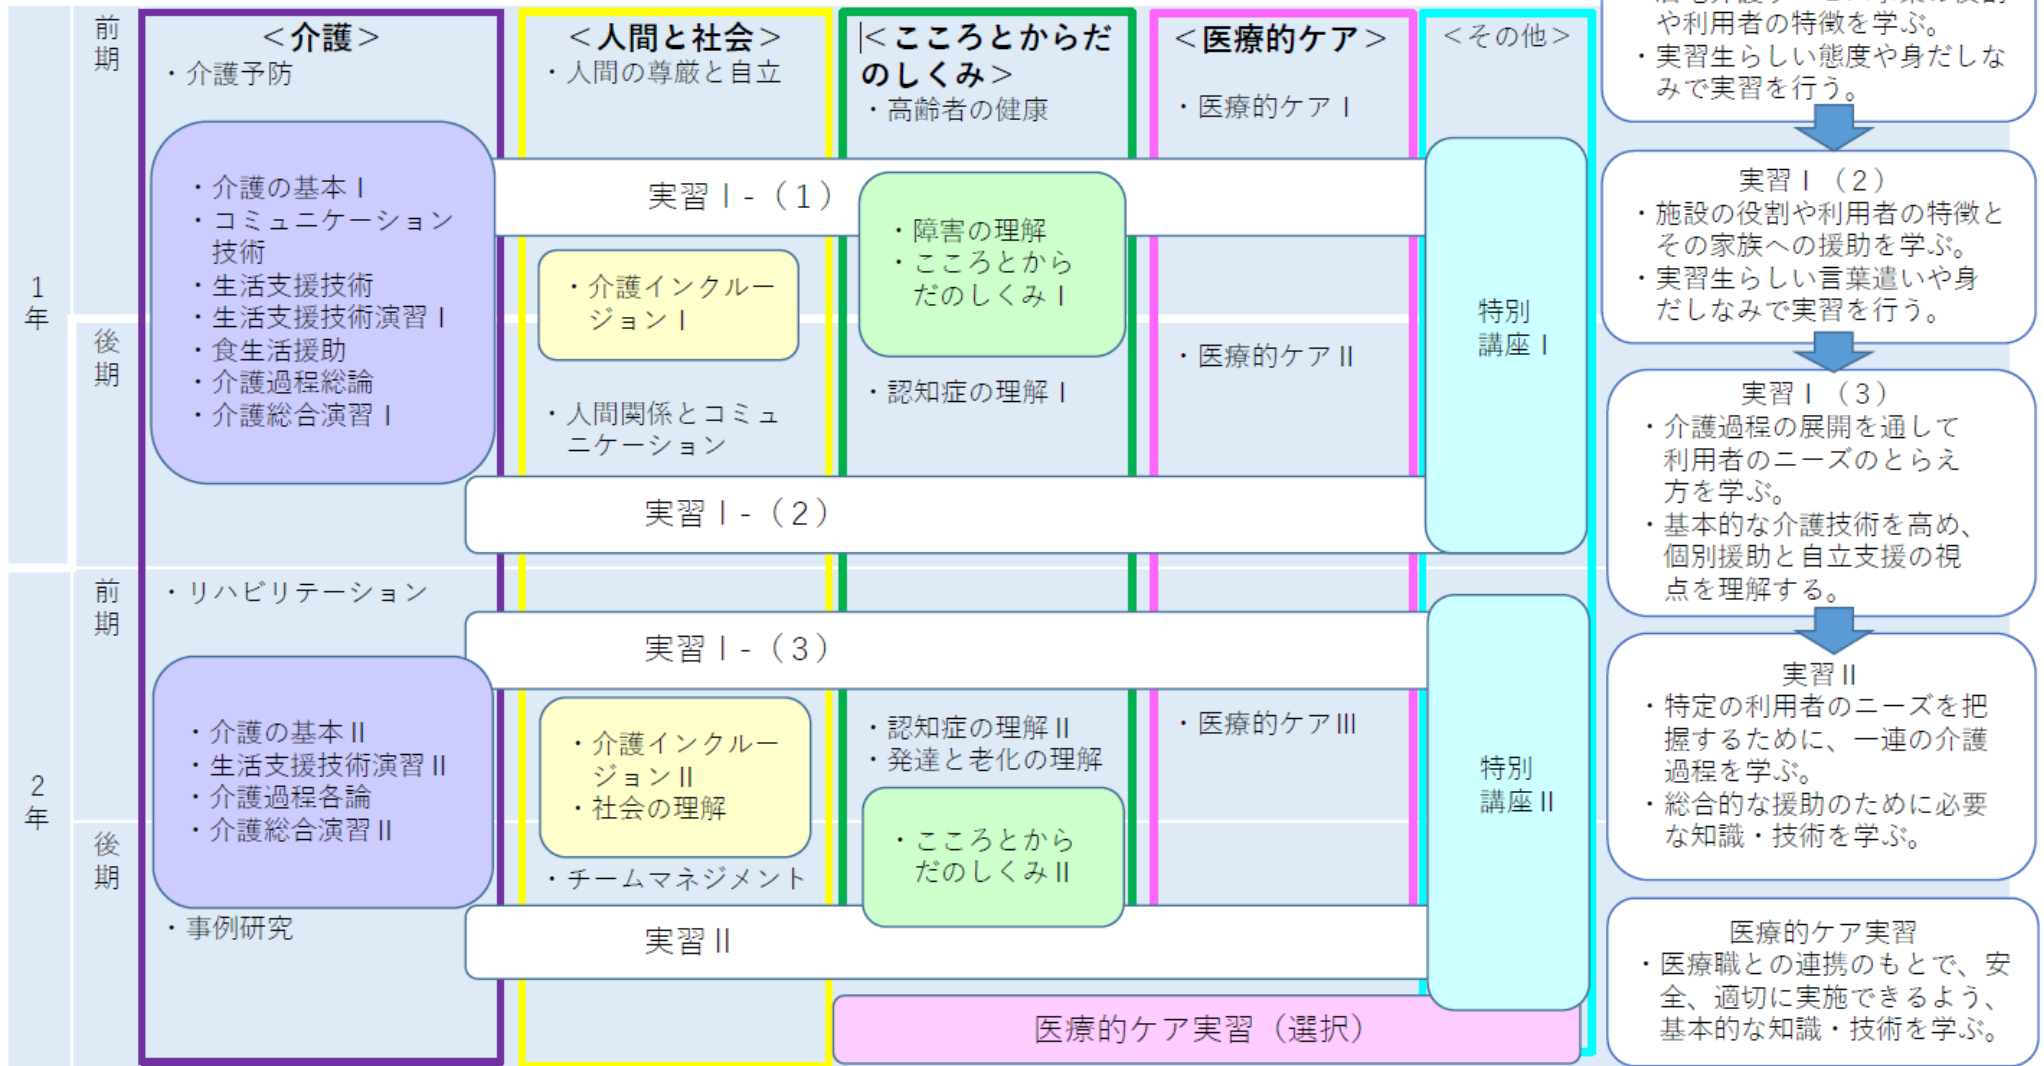 前
期
1
年
後
期
前
期
2
年
後
期
＜介護＞
・介護予防
・介護の基本Ⅰ
・コミュニケーション
技術
・生活支援技術
・生活支援技術演習Ⅰ
・食生活援助
・介護過程総論
・介護総合演習Ⅰ
・リハビリテーション
・介護の基本Ⅱ
・生活支援技術演習Ⅱ
・介護過程各論
・介護総合演習Ⅱ
・事例研究
＜人間と社会＞
・人間の尊厳と自立
実習Ⅰ-（1）
・介護インクルー
ジョンⅠ
・人間関係とコミュ
ニケーション
実習Ⅰ-（2）
実習Ⅰ-（3）
・介護インクルー
ジョンⅡ
・社会の理解
・チームマネジメント
実習Ⅱ
＜こころとからだ
のしくみ＞
・高齢者の健康
・障害の理解
・こころとから
だのしくみⅠ
・認知症の理解Ⅰ
・認知症の理解Ⅱ
・発達と老化の理解
・こころとから
だのしくみⅡ
＜医療的ケア＞
・医療的ケアⅠ
・医療的ケアⅡ
・医療的ケアⅢ
医療的ケア実習（選択）
＜その他＞
特別
講座Ⅰ
特別
講座Ⅱ
や利用者の特徴を学ぶ。
・実習生らしい態度や身だしな
みで実習を行う。
実習Ⅰ（2）
・施設の役割や利用者の特徴と
その家族への援助を学ぶ。
・実習生らしい言葉遣いや身
だしなみで実習を行う。
実習Ⅰ（3）
・介護過程の展開を通して
利用者のニーズのとらえ
方を学ぶ。
・基本的な介護技術を高め、
個別援助と自立支援の視
点を理解する。
実習Ⅱ
・特定の利用者のニーズを把
握するために、一連の介護
過程を学ぶ。
・総合的な援助のために必要
な知識・技術を学ぶ。
医療的ケア実習
・医療職との連携のもとで、安
全、適切に実施できるよう、
基本的な知識・技術を学ぶ。